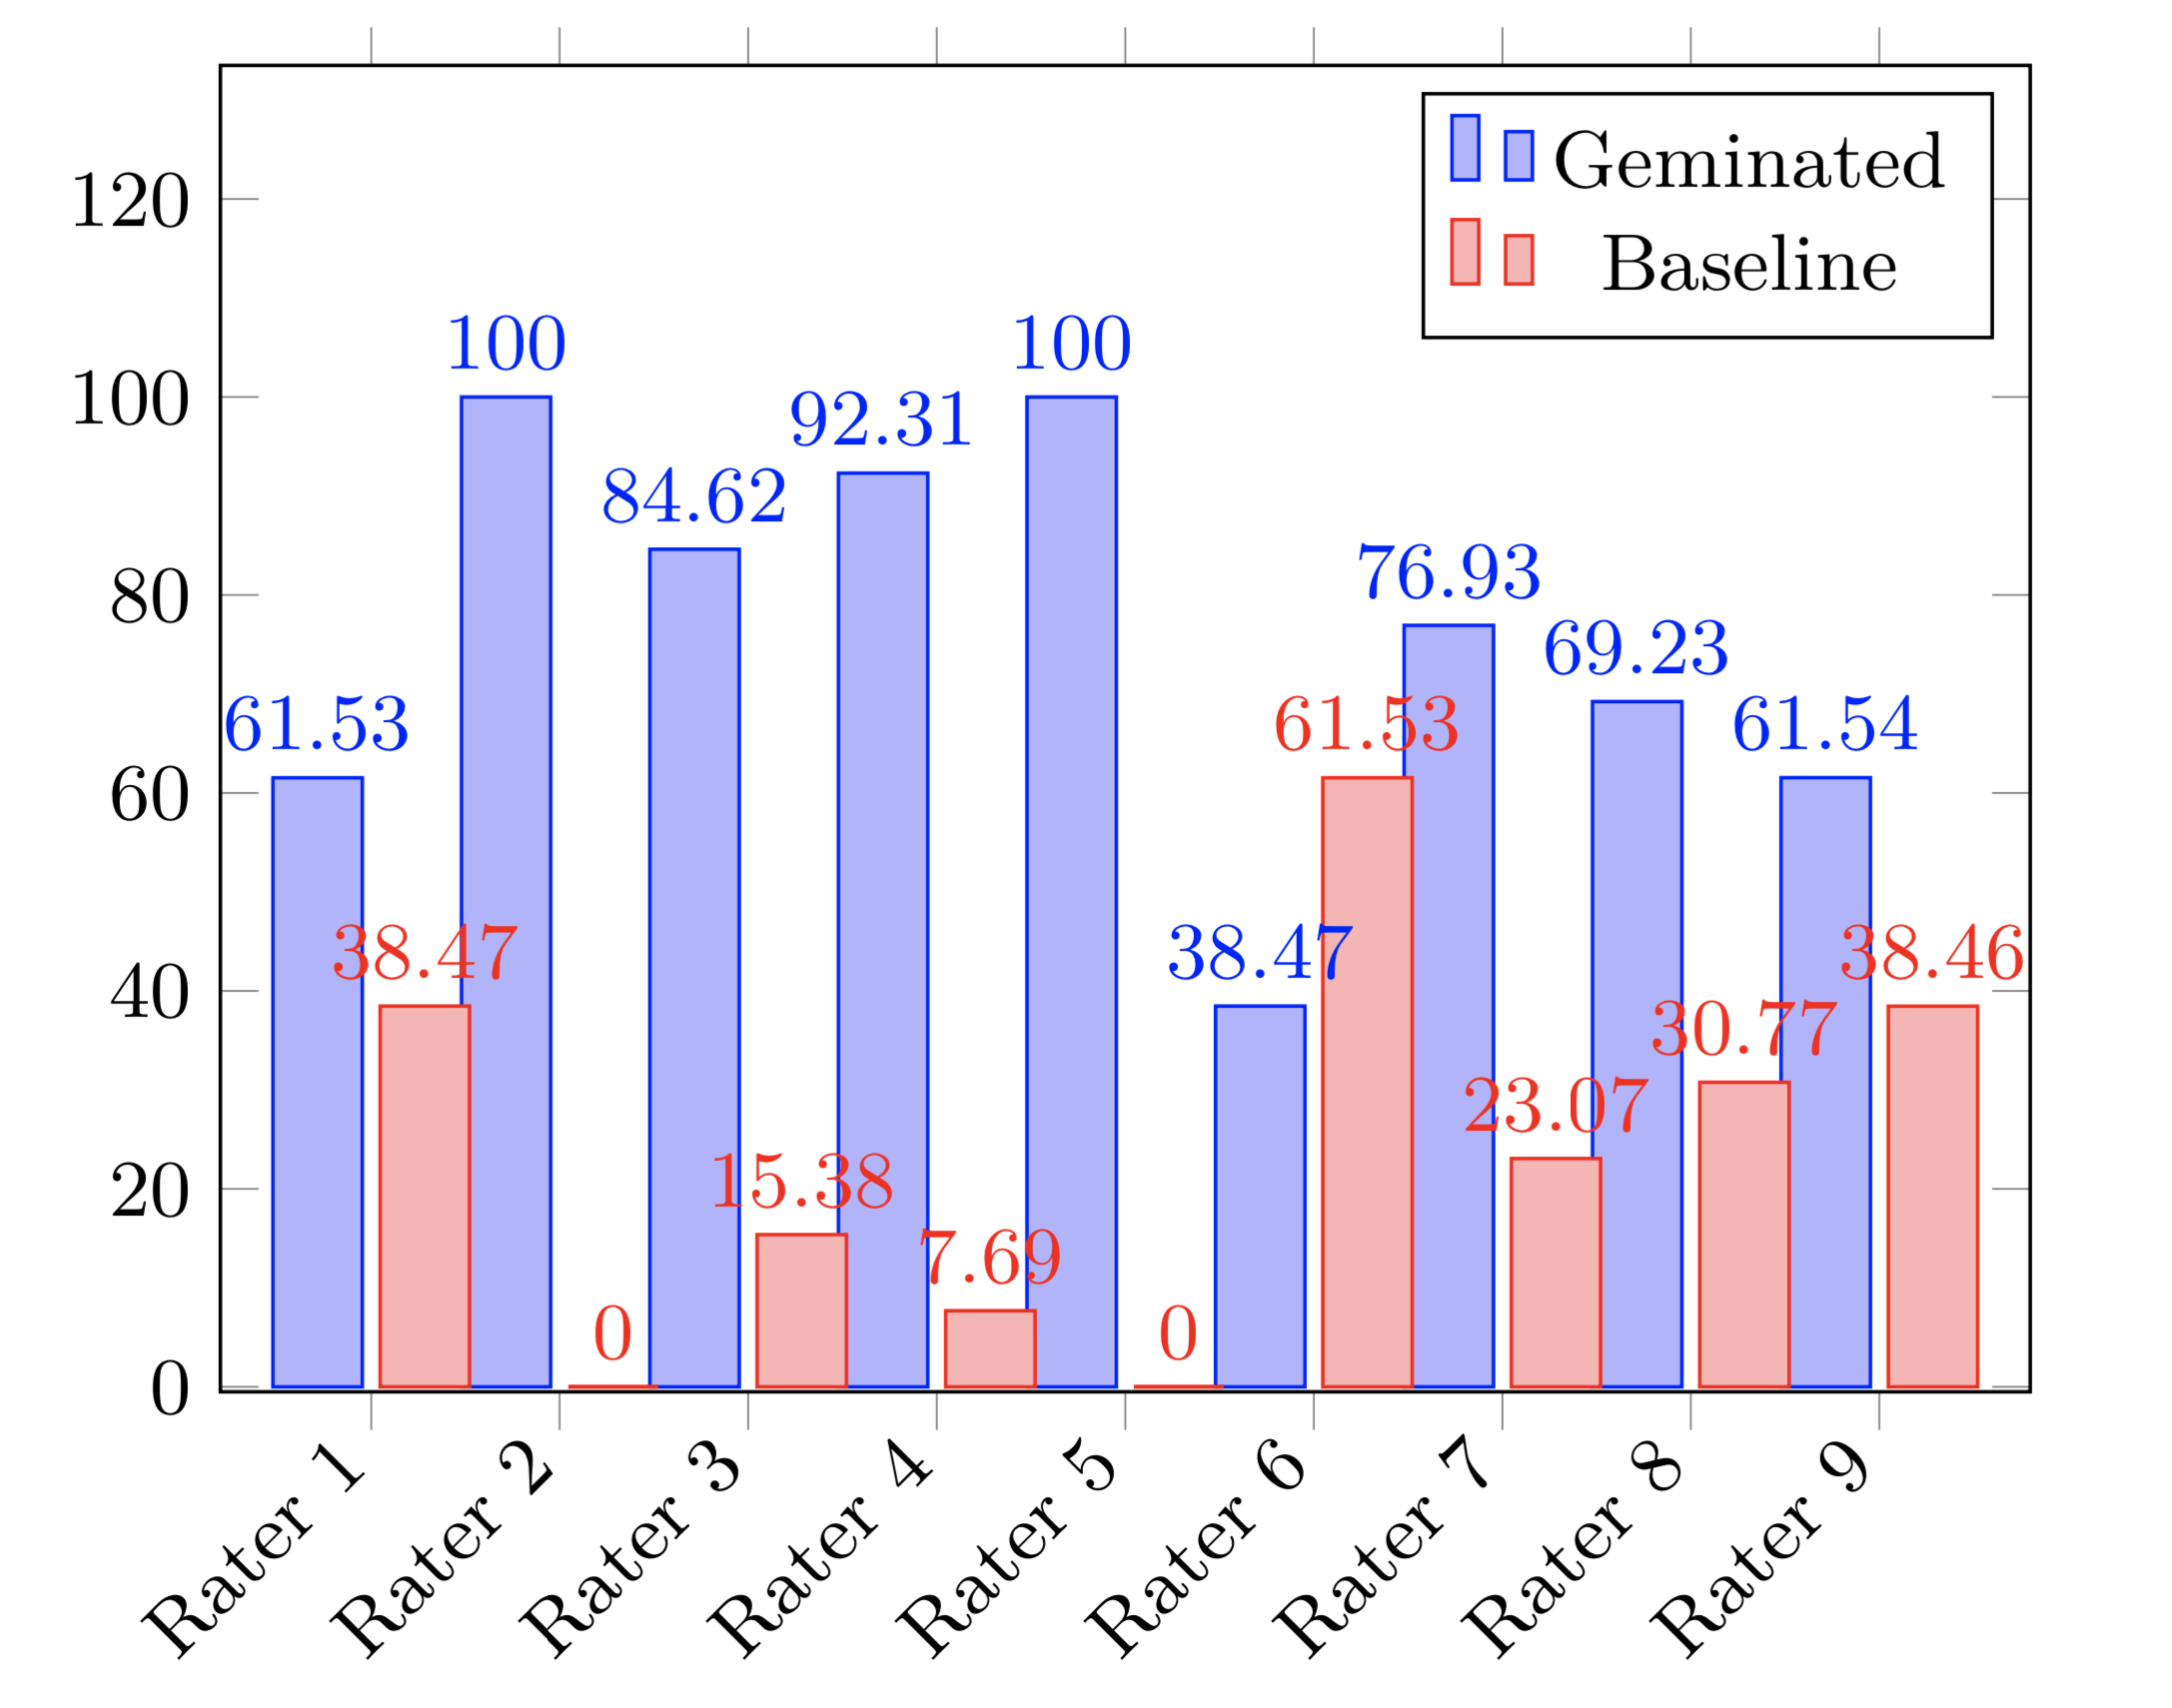 Geminated
Baseline
120
100
80
60
40
20
0
61.53
100
84.62
92.31
100
38.47
76.93
69.23
61.54
38.47
0
15.38
7.69
0
61.53
23.07
30.77
38.46
Rater 1
Rater 2
Rater 3
Rater 4
Rater 5
Rater 6
Rater 7
Rater 8
Rater 9